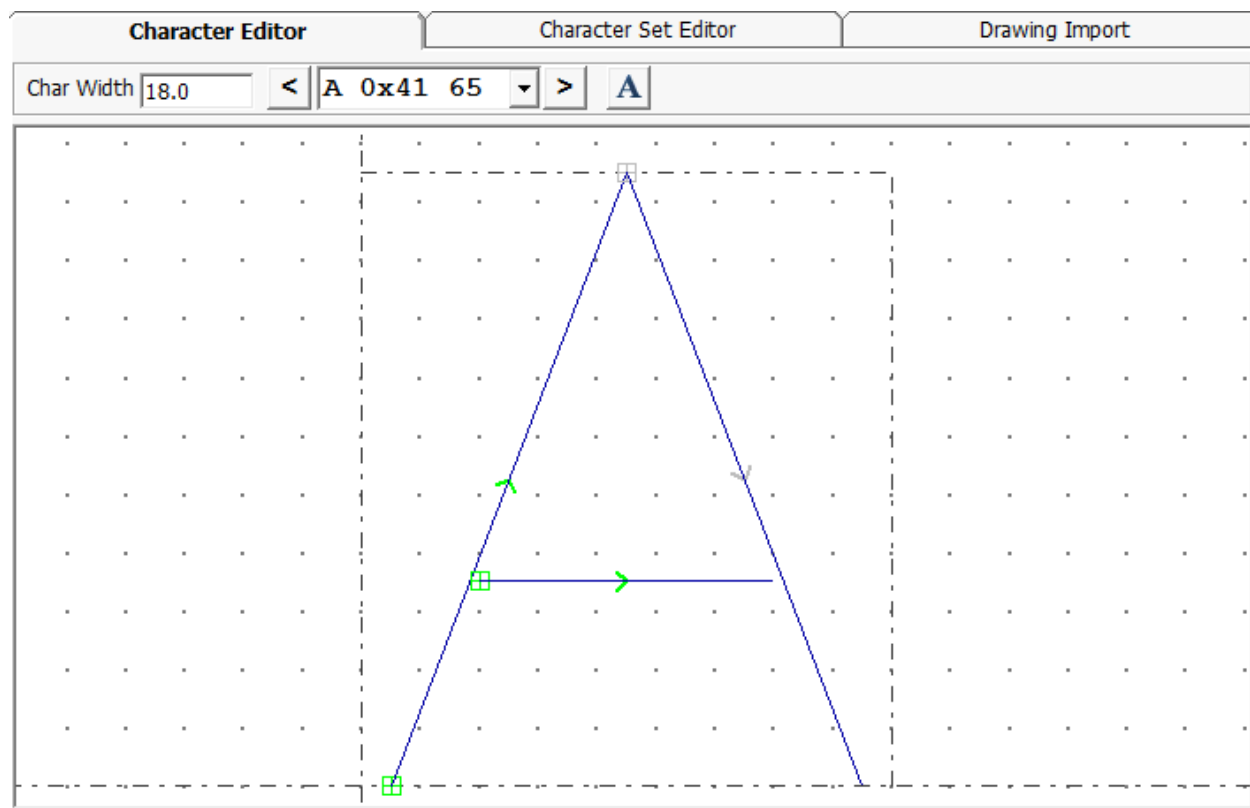 Character Editor Character Set Editor Drawing Import
Char Width 18.0 < A 0x41 65 > A
A